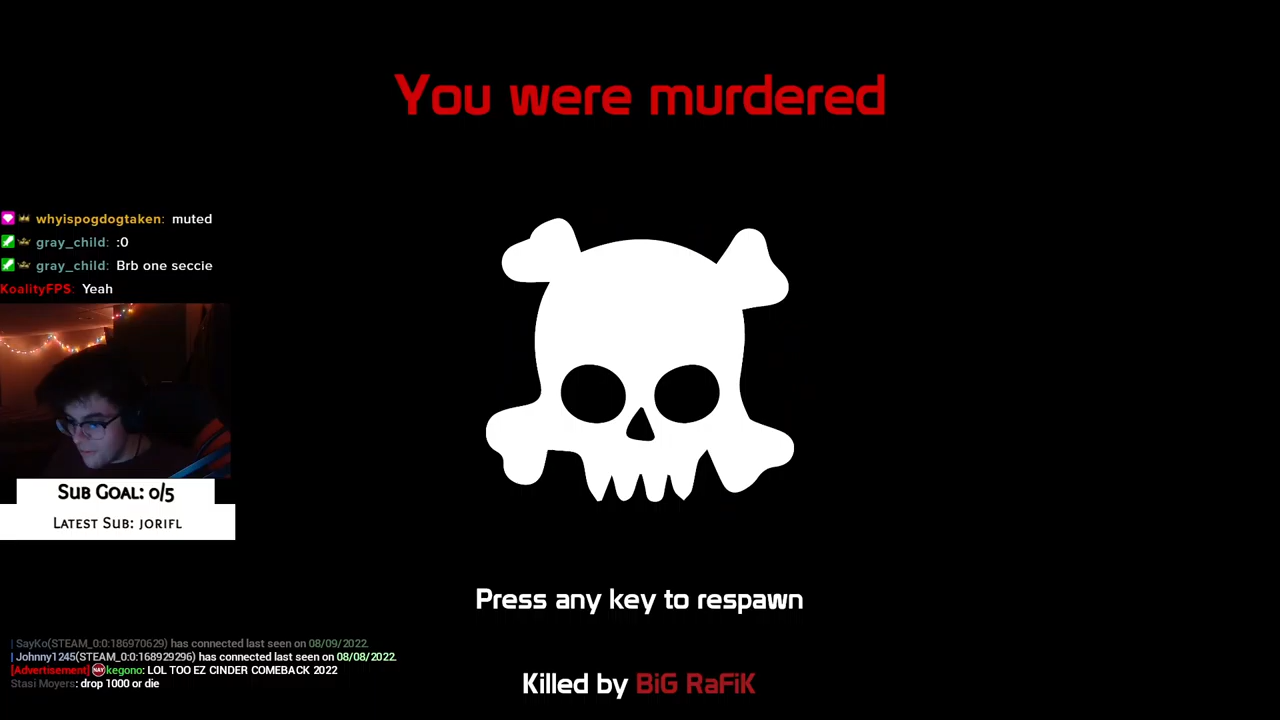 You were murdered
whyispogdogtaken: muted
gray_child: :0
gray_child: Brb one seccie
KoalityFPS: Yeah
Sub Goal: 0/5
Latest Sub: jorifl
Press any key to respawn
| SayKo(STEAM_0:0:186970629) has connected last seen on 08/09/2022.
| Johnny1245(STEAM_0:0:168929296) has connected last seen on 08/08/2022.
[Advertisement] kegono: LOL TOO EZ CINDER COMEBACK 2022
Stasi Moyers: drop 1000 or die
Killed by BiG RaFiK